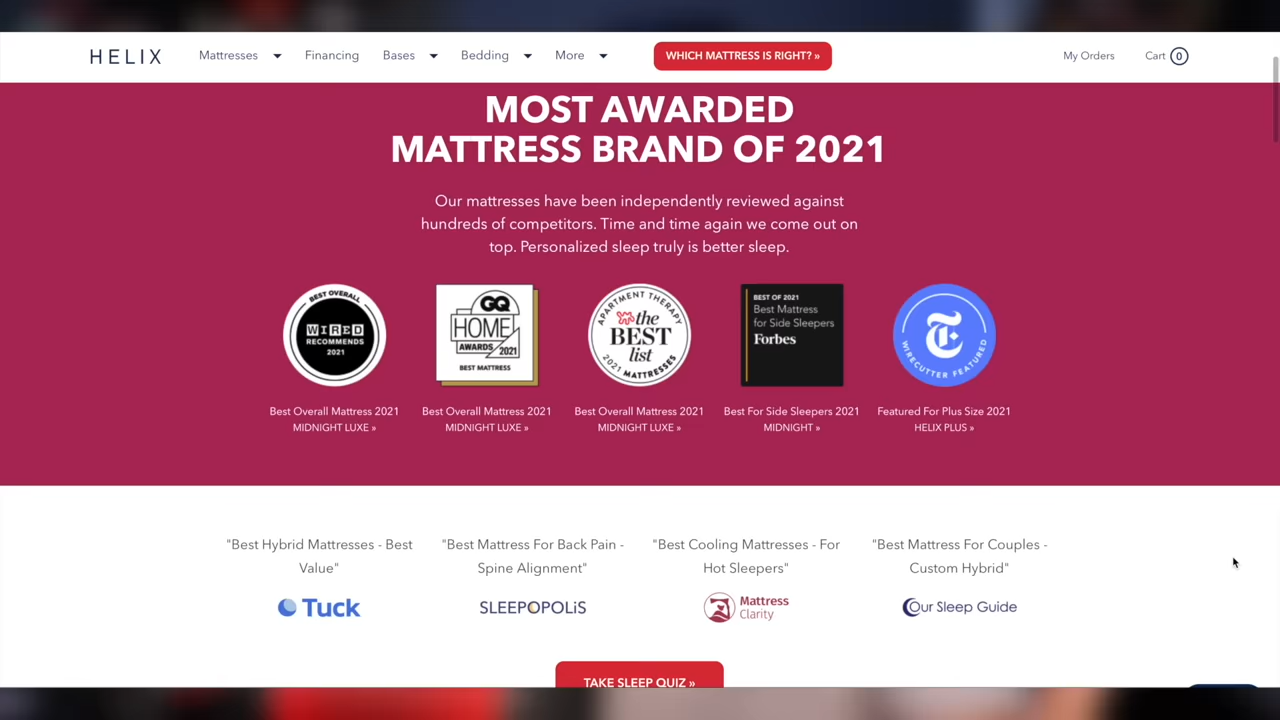 HELIX
Mattresses
Financing
Bases
Bedding
More
WHICH MATTRESS IS RIGHT? »
My Orders
Cart 0
MOST AWARDED
MATTRESS BRAND OF 2021
Our mattresses have been independently reviewed against
hundreds of competitors. Time and time again we come out on
top. Personalized sleep truly is better sleep.
BEST OVERALL
WIRED
RECOMMENDS
2021
Best Overall Mattress 2021
MIDNIGHT LUXE »
GQ
HOME
AWARDS 2021
BEST MATTRESS
Best Overall Mattress 2021
MIDNIGHT LUXE »
APARTMENT THERAPY
the
BEST
list
2021 MATTRESSES
Best Overall Mattress 2021
MIDNIGHT LUXE »
BEST OF 2021
Best Mattress
for Side Sleepers
Forbes
Best For Side Sleepers 2021
MIDNIGHT »
T
WIRECUTTER FEATURED
Featured For Plus Size 2021
HELIX PLUS »
"Best Hybrid Mattresses - Best
Value"
Tuck
"Best Mattress For Back Pain -
Spine Alignment"
SLEEPOPOLiS
"Best Cooling Mattresses - For
Hot Sleepers"
Mattress
Clarity
"Best Mattress For Couples -
Custom Hybrid"
Our Sleep Guide
TAKE SLEEP QUIZ »